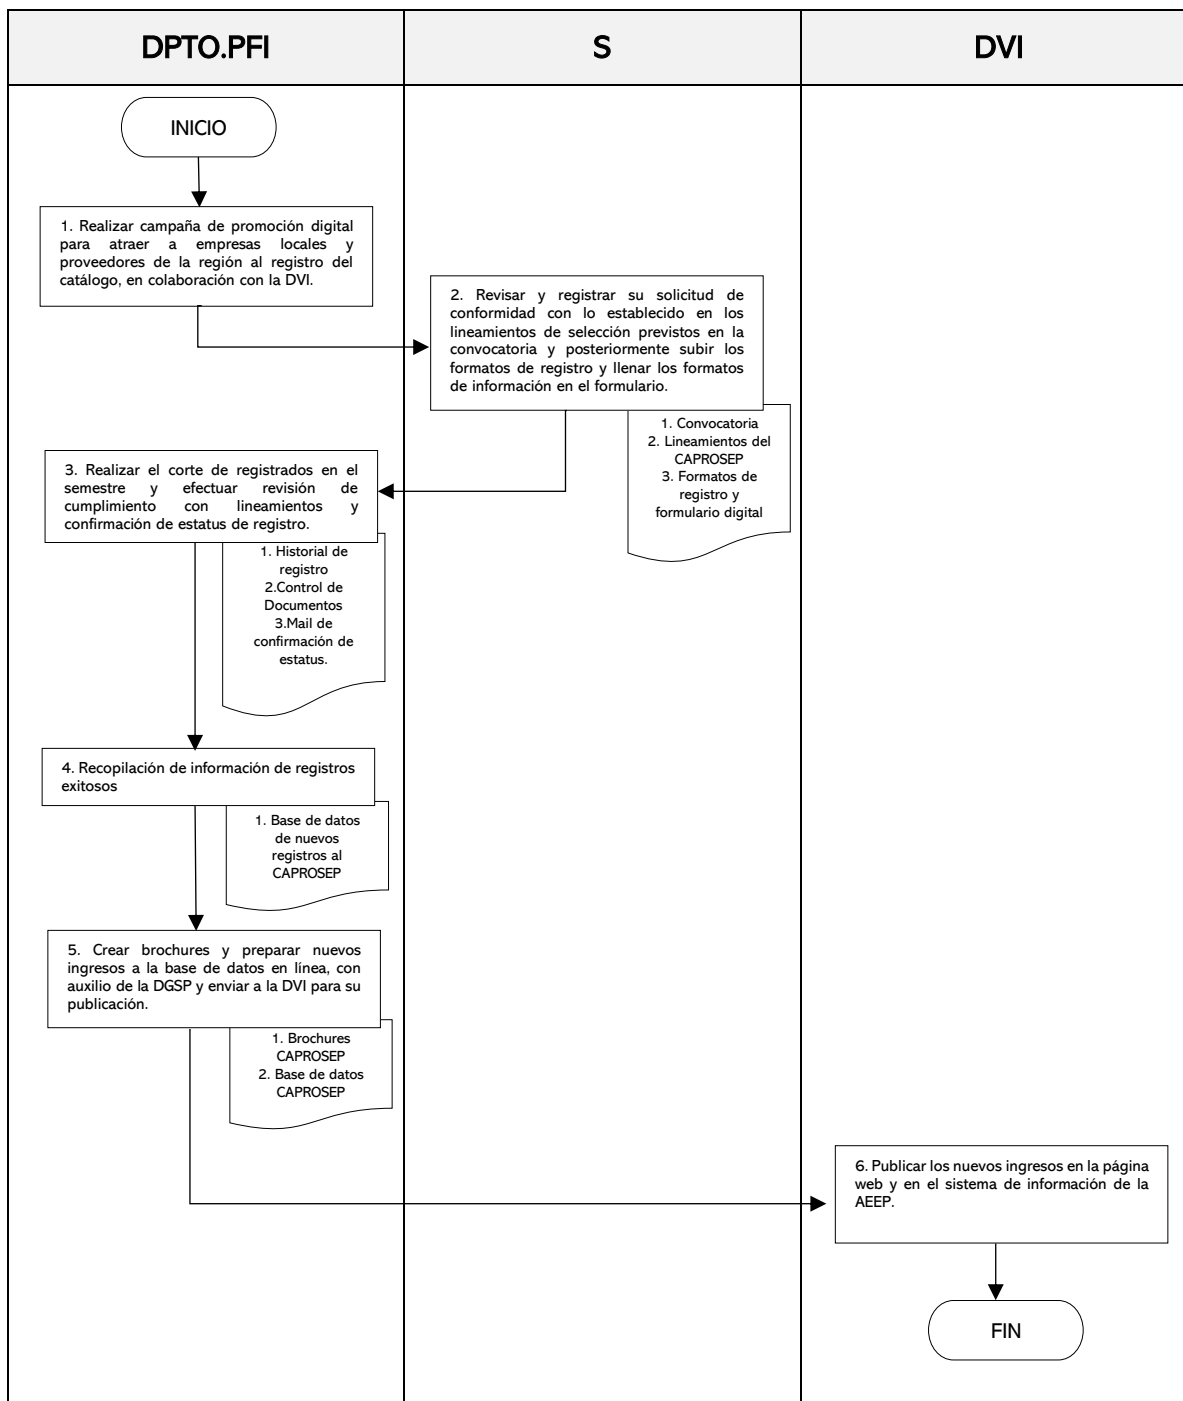 DPTO.PFI
S
DVI
INICIO
1. Realizar campaña de promoción digital
para atraer a empresas locales y
proveedores de la región al registro del
catálogo, en colaboración con la DVI.
2. Revisar y registrar su solicitud de
conformidad con lo establecido en los
lineamientos de selección previstos en la
convocatoria y posteriormente subir los
formatos de registro y llenar los formatos
de información en el formulario.
1. Convocatoria
2. Lineamientos del
CAPROSEP
3. Formatos de
registro y
formulario digital
3. Realizar el corte de registrados en el
semestre y efectuar revisión de
cumplimiento con lineamientos y
confirmación de estatus de registro.
1. Historial de
registro
2.Control de
Documentos
3.Mail de
confirmación de
estatus.
4. Recopilación de información de registros
exitosos
1. Base de datos
de nuevos
registros al
CAPROSEP
5. Crear brochures y preparar nuevos
ingresos a la base de datos en línea, con
auxilio de la DGSP y enviar a la DVI para su
publicación.
1. Brochures
CAPROSEP
2. Base de datos
CAPROSEP
6. Publicar los nuevos ingresos en la página
web y en el sistema de información de la
AEEP.
FIN